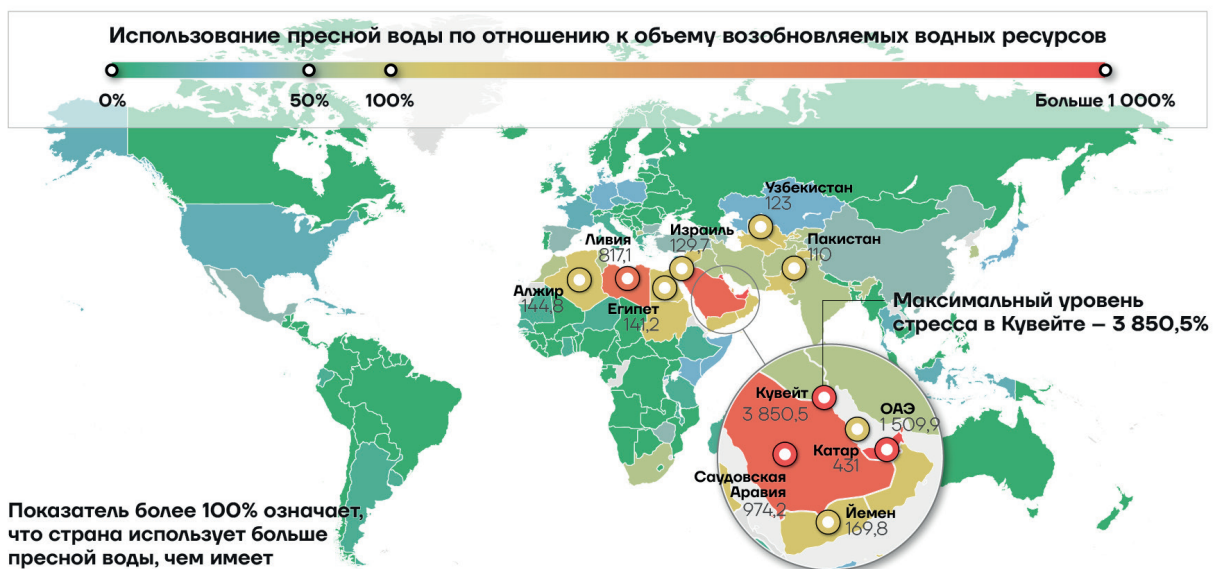 Использование пресной воды по отношению к объему возобновляемых водных ресурсов
0%
50%
100%
Больше 1 000%
Узбекистан
123
Израиль
129,7
Пакистан
110
Ливия
817,1
Алжир
144,8
Египет
141,2
Максимальный уровень
стресса в Кувейте – 3 850,5%
Кувейт
3 850,5
ОАЭ
1 509,9
Катар
431
Саудовская
Аравия
974,2
Йемен
169,8
Показатель более 100% означает,
что страна использует больше
пресной воды, чем имеет